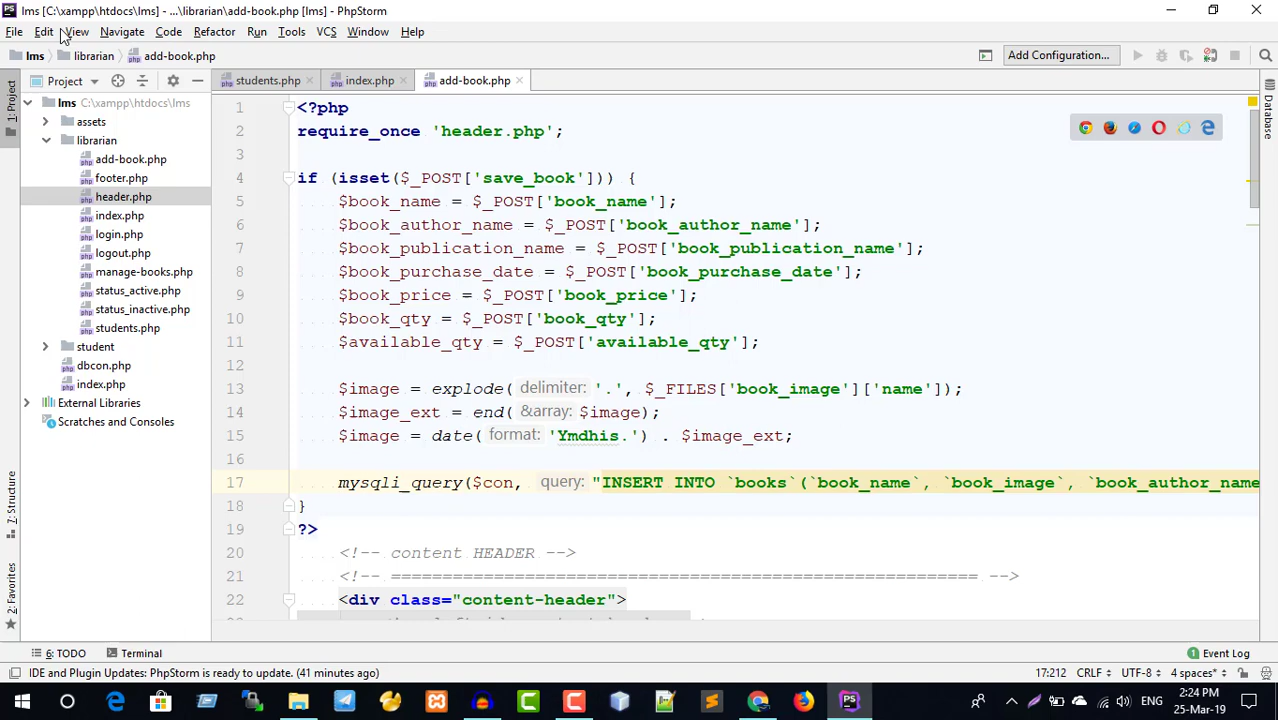 lms [C:\xampp\htdocs\lms] - ...\librarian\add-book.php [lms] - PhpStorm
File Edit View Navigate Code Refactor Run Tools VCS Window Help
lms librarian add-book.php Add Configuration...
Project students.php index.php add-book.php
1: Project
Database
7: Structure
2: Favorites
lms C:\xampp\htdocs\lms
assets
librarian
add-book.php
footer.php
header.php
index.php
login.php
logout.php
manage-books.php
status_active.php
status_inactive.php
students.php
student
dbcon.php
index.php
External Libraries
Scratches and Consoles
1 <?php
2 require_once 'header.php';
3
4 if (isset($_POST['save_book'])) {
5 $book_name = $_POST['book_name'];
6 $book_author_name = $_POST['book_author_name'];
7 $book_publication_name = $_POST['book_publication_name'];
8 $book_purchase_date = $_POST['book_purchase_date'];
9 $book_price = $_POST['book_price'];
10 $book_qty = $_POST['book_qty'];
11 $available_qty = $_POST['available_qty'];
12
13 $image = explode( delimiter: '.', $_FILES['book_image']['name']);
14 $image_ext = end( &array: $image);
15 $image = date( format: 'Ymdhis.') . $image_ext;
16
17 mysqli_query($con, query: "INSERT INTO `books`(`book_name`, `book_image`, `book_author_name
18 }
19 ?>
20 <!-- content HEADER -->
21 <!-- ========================================================= -->
22 <div class="content-header">
6: TODO Terminal 1 Event Log
IDE and Plugin Updates: PhpStorm is ready to update. (41 minutes ago) 17:212 CRLF UTF-8 4 spaces*
ENG 2:24 PM
25-Mar-19